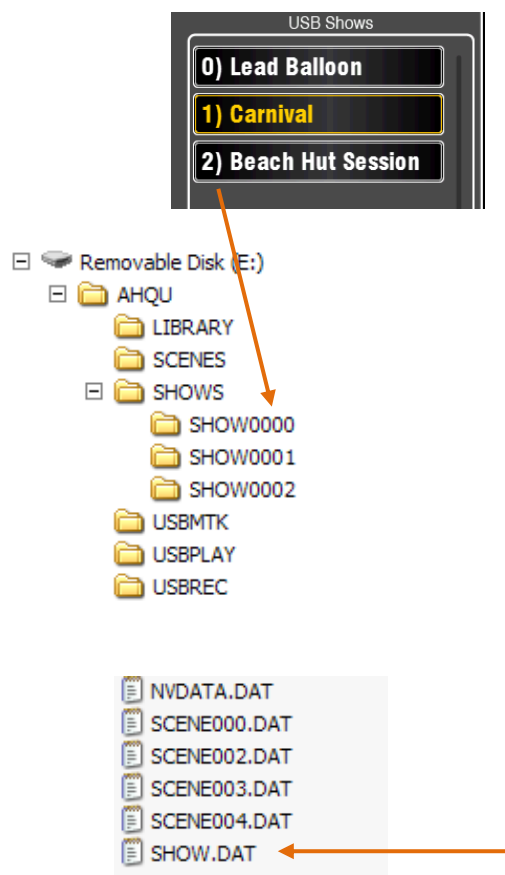 USB Shows
0) Lead Balloon
1) Carnival
2) Beach Hut Session
Removable Disk (E:)
AHQU
LIBRARY
SCENES
SHOWS
SHOW0000
SHOW0001
SHOW0002
USBMTK
USBPLAY
USBREC
NVDATA.DAT
SCENE000.DAT
SCENE002.DAT
SCENE003.DAT
SCENE004.DAT
SHOW.DAT